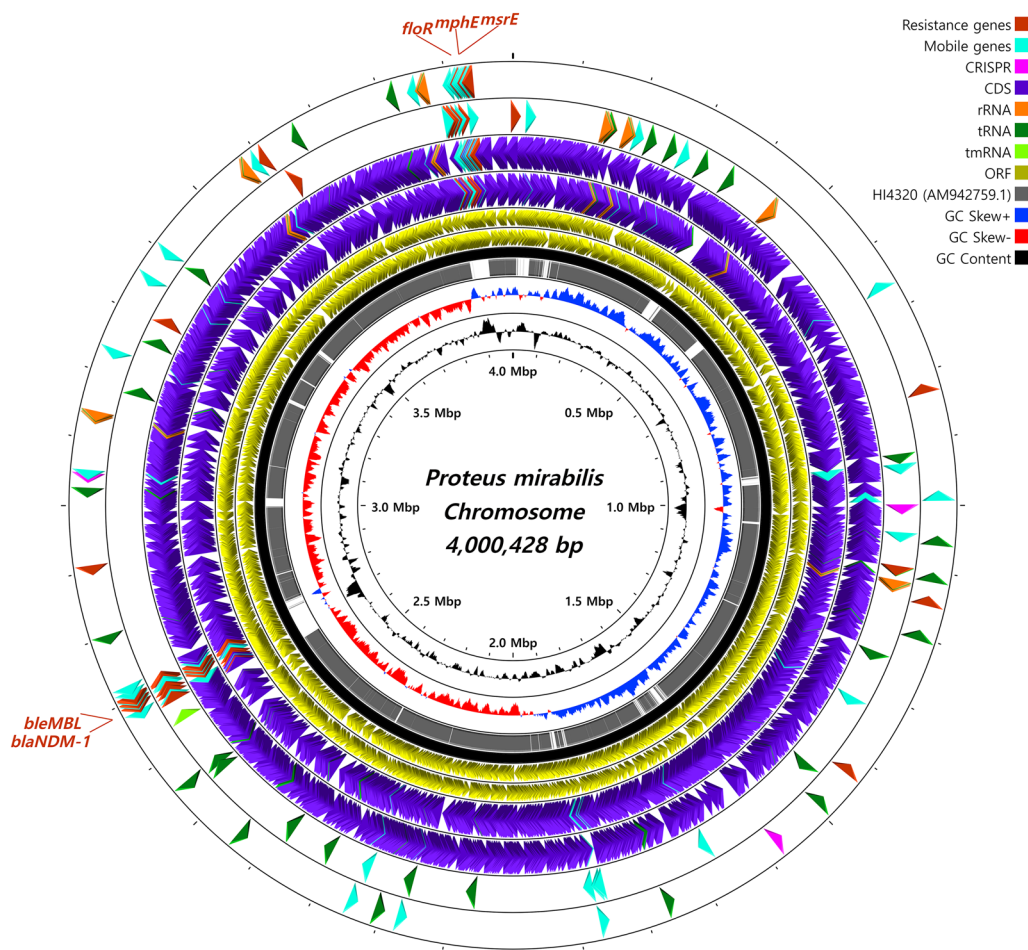 floR mphE msrE
Resistance genes
Mobile genes
CRISPR
CDS
rRNA
tRNA
tmRNA
ORF
HI4320 (AM942759.1)
GC Skew+
GC Skew-
GC Content
4.0 Mbp
3.5 Mbp
0.5 Mbp
Proteus mirabilis
3.0 Mbp
Chromosome
1.0 Mbp
4,000,428 bp
2.5 Mbp
1.5 Mbp
2.0 Mbp
bleMBL
blaNDM-1